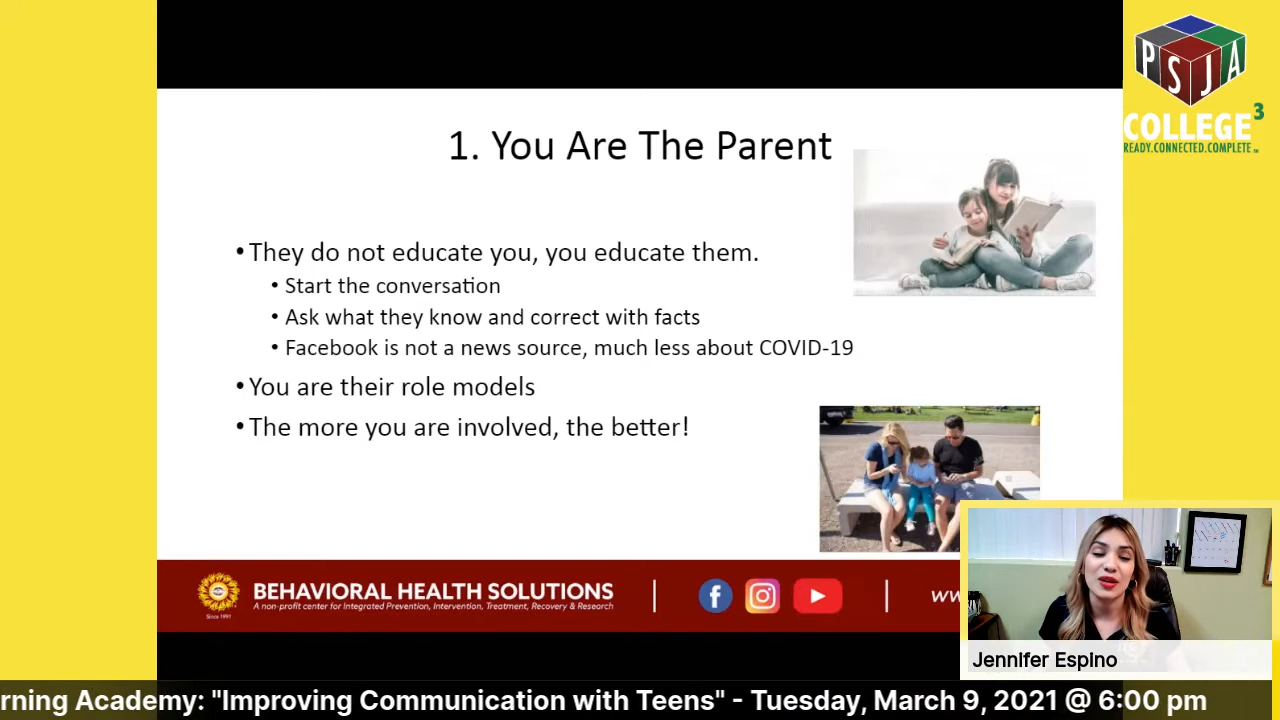 1. You Are The Parent
•They do not educate you, you educate them.
•Start the conversation
•Ask what they know and correct with facts
•Facebook is not a news source, much less about COVID-19
•You are their role models
•The more you are involved, the better!
PSJA
COLLEGE³
READY.CONNECTED.COMPLETE.
BEHAVIORAL HEALTH SOLUTIONS
A non-profit center for Integrated Prevention, Intervention, Treatment, Recovery & Research
Since 1991
Jennifer Espino
Academy: "Improving Communication with Teens" - Tuesday, March 9, 2021 @ 6:00 pm